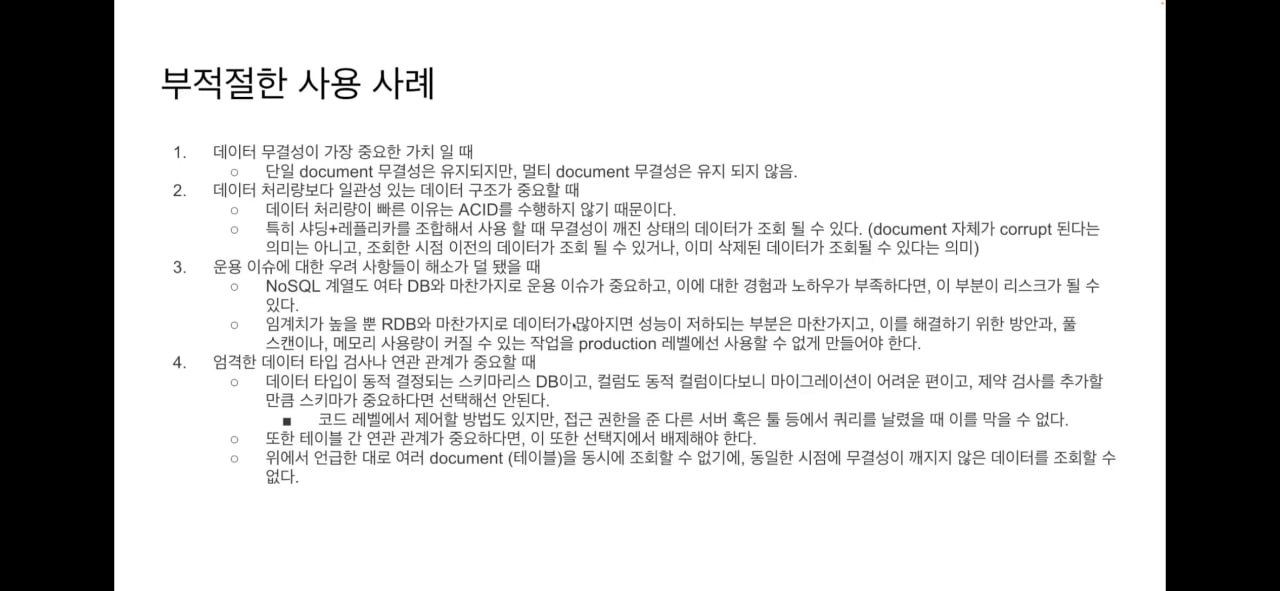 부적절한 사용 사례
1. 데이터 무결성이 가장 중요한 가치 일 때
○ 단일 document 무결성은 유지되지만, 멀티 document 무결성은 유지 되지 않음.
2. 데이터 처리량보다 일관성 있는 데이터 구조가 중요할 때
○ 데이터 처리량이 빠른 이유는 ACID를 수행하지 않기 때문이다.
○ 특히 샤딩+레플리카를 조합해서 사용 할 때 무결성이 깨진 상태의 데이터가 조회 될 수 있다. (document 자체가 corrupt 된다는
의미는 아니고, 조회한 시점 이전의 데이터가 조회 될 수 있거나, 이미 삭제된 데이터가 조회될 수 있다는 의미)
3. 운용 이슈에 대한 우려 사항들이 해소가 덜 됐을 때
○ NoSQL 계열도 여타 DB와 마찬가지로 운용 이슈가 중요하고, 이에 대한 경험과 노하우가 부족하다면, 이 부분이 리스크가 될 수
있다.
○ 임계치가 높을 뿐 RDB와 마찬가지로 데이터가 많아지면 성능이 저하되는 부분은 마찬가지고, 이를 해결하기 위한 방안과, 풀
스캔이나, 메모리 사용량이 커질 수 있는 작업을 production 레벨에선 사용할 수 없게 만들어야 한다.
4. 엄격한 데이터 타입 검사나 연관 관계가 중요할 때
○ 데이터 타입이 동적 결정되는 스키마리스 DB이고, 컬럼도 동적 컬럼이다보니 마이그레이션이 어려운 편이고, 제약 검사를 추가할
만큼 스키마가 중요하다면 선택해선 안된다.
■ 코드 레벨에서 제어할 방법도 있지만, 접근 권한을 준 다른 서버 혹은 툴 등에서 쿼리를 날렸을 때 이를 막을 수 없다.
○ 또한 테이블 간 연관 관계가 중요하다면, 이 또한 선택지에서 배제해야 한다.
○ 위에서 언급한 대로 여러 document (테이블)을 동시에 조회할 수 없기에, 동일한 시점에 무결성이 깨지지 않은 데이터를 조회할 수
없다.